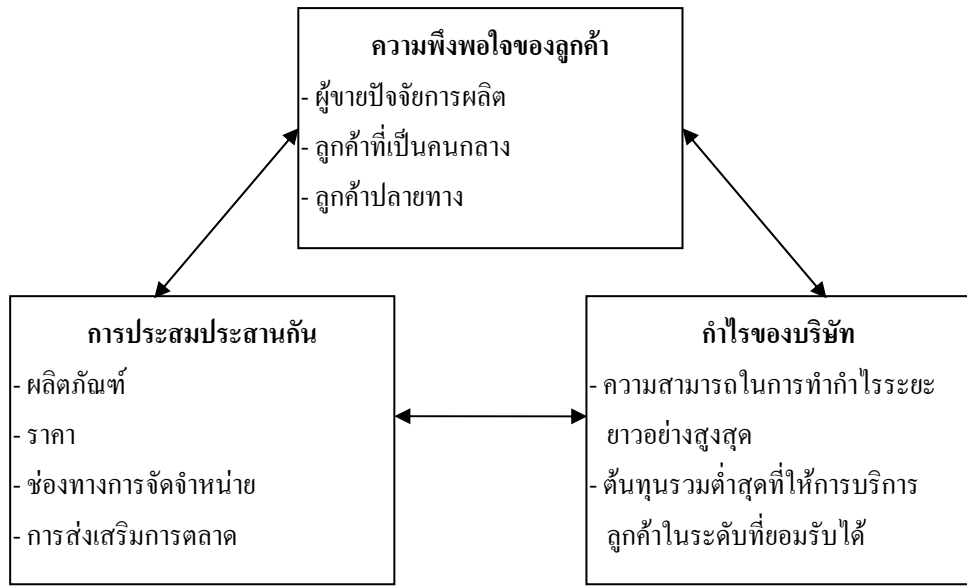 ความพึงพอใจของลูกค้า
- ผู้ขายปัจจัยการผลิต
- ลูกค้าที่เป็นคนกลาง
- ลูกค้าปลายทาง
การประสมประสานกัน
- ผลิตภัณฑ์
- ราคา
- ช่องทางการจัดจำหน่าย
- การส่งเสริมการตลาด
กำไรของบริษัท
- ความสามารถในการทำกำไรระยะ
ยาวอย่างสูงสุด
- ต้นทุนรวมต่ำสุดที่ให้การบริการ
ลูกค้าในระดับที่ยอมรับได้